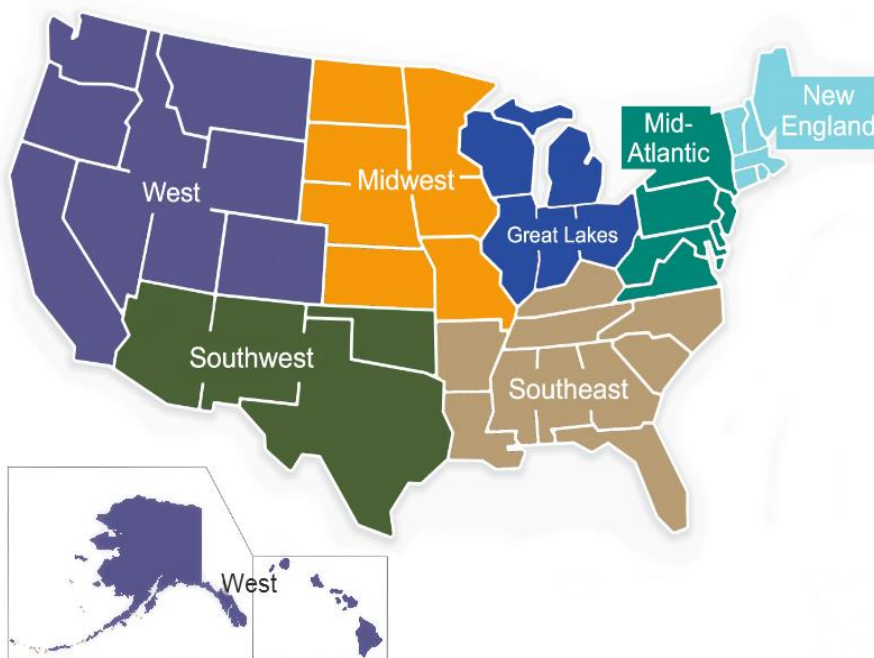 New
England
Mid-
Atlantic
West
Midwest
Great Lakes
Southwest
Southeast
West